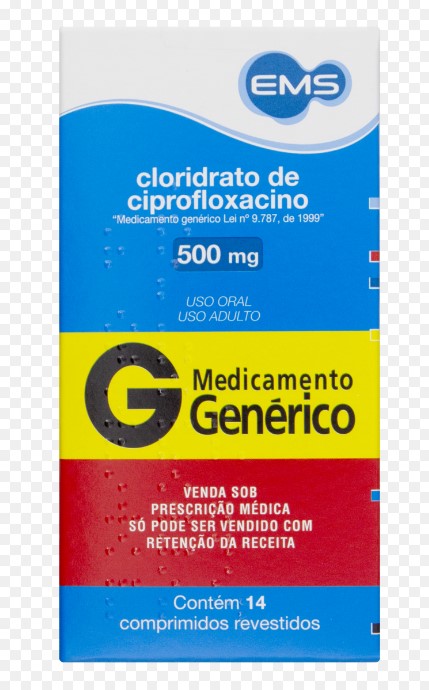 EMS
cloridrato de
ciprofloxacino
"Medicamento genérico Lei nº 9.787, de 1999"
500 mg
USO ORAL
USO ADULTO
G
Medicamento
Genérico
VENDA SOB
PRESCRIÇÃO MÉDICA
SÓ PODE SER VENDIDO COM
RETENÇÃO DA RECEITA
Contém 14
comprimidos revestidos